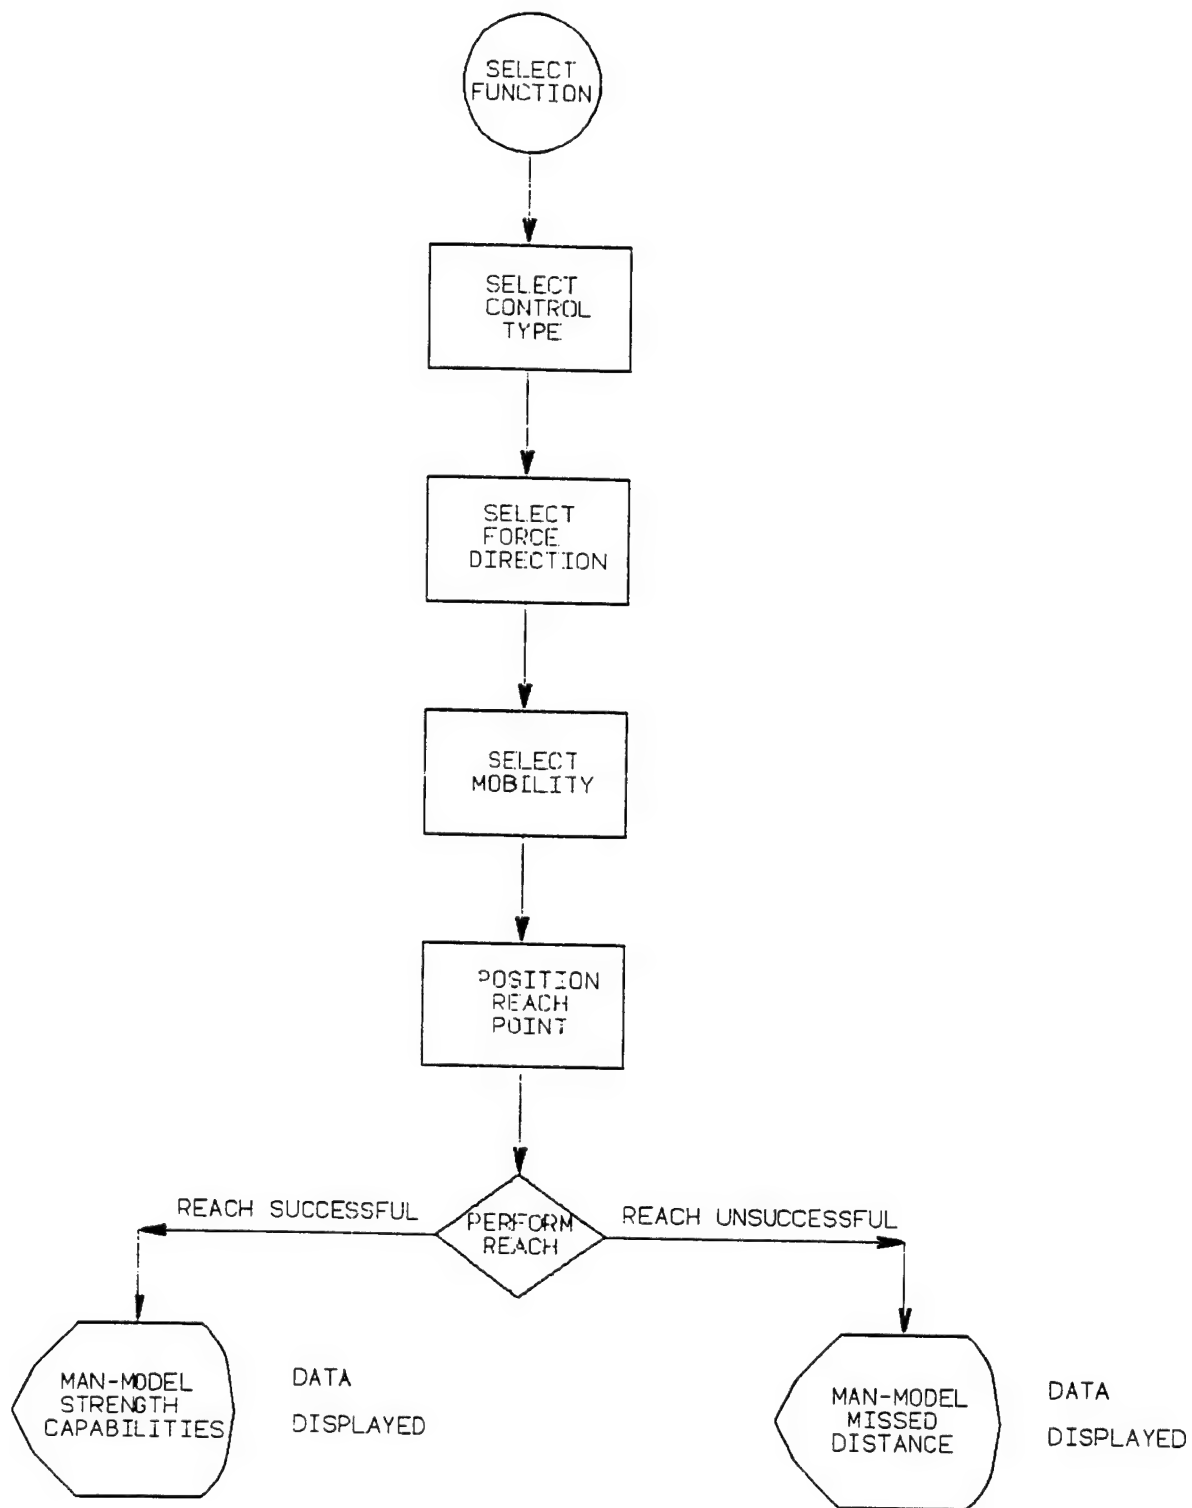 SELECT
FUNCTION
SELECT
CONTROL
TYPE
SELECT
FORCE
DIRECTION
SELECT
MOBILITY
POSITION
REACH
POINT
REACH SUCCESSFUL
PERFORM
REACH
REACH UNSUCCESSFUL
MAN-MODEL
STRENGTH
CAPABILITIES
DATA
DISPLAYED
MAN-MODEL
MISSED
DISTANCE
DATA
DISPLAYED